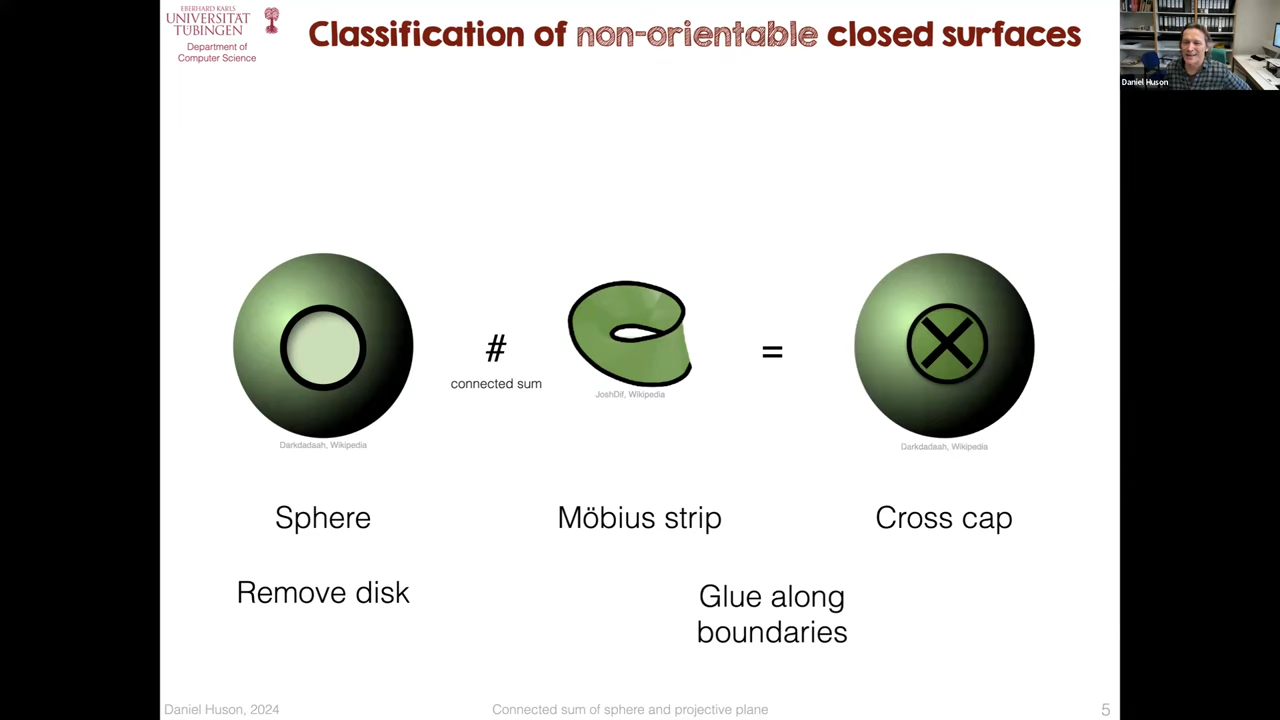 EBERHARD KARLS
UNIVERSITÄT
TÜBINGEN
Department of
Computer Science
Classification of non-orientable closed surfaces
Daniel Huson
#
connected sum
=
JoshDif, Wikipedia
Darkdadaah, Wikipedia
Darkdadaah, Wikipedia
Sphere
Möbius strip
Cross cap
Remove disk
Glue along
boundaries
Daniel Huson, 2024
Connected sum of sphere and projective plane
5